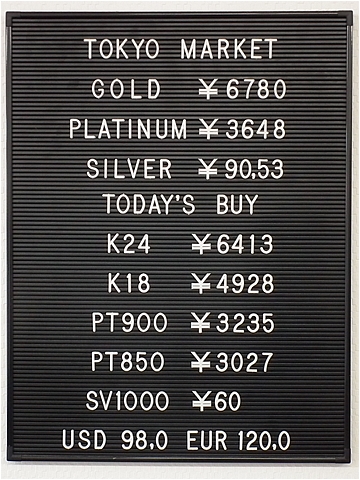 TOKYO MARKET
GOLD ¥6780
PLATINUM ¥3648
SILVER ¥90.53
TODAY'S BUY
K24 ¥6413
K18 ¥4928
PT900 ¥3235
PT850 ¥3027
SV1000 ¥60
USD 98.0 EUR 120.0